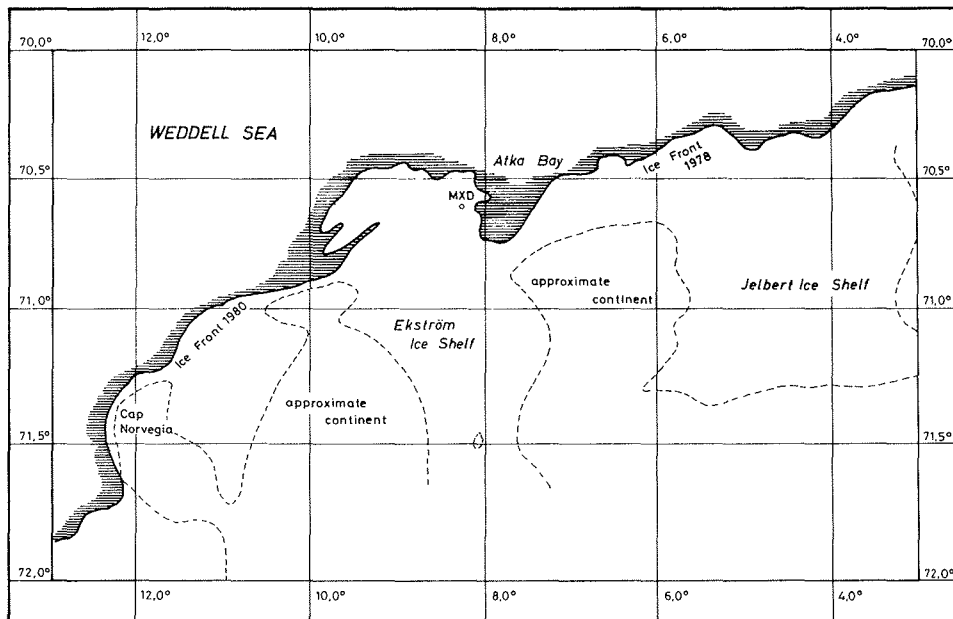 12,0° 10,0° 8,0° 6,0° 4,0°
70,0° 70.0°
WEDDELL SEA
Atka Bay
Ice Front
1978
70,5° 70,5°
MXD
approximate
continent
Jelbert Ice Shelf
71,0° 71,0°
Ekström
Ice Shelf
Ice Front 1980
Cap
Norvegia
approximate
continent
71,5° 71,5°
72,0° 72,0°
12,0° 10,0° 8,0° 6,0° 4,0°